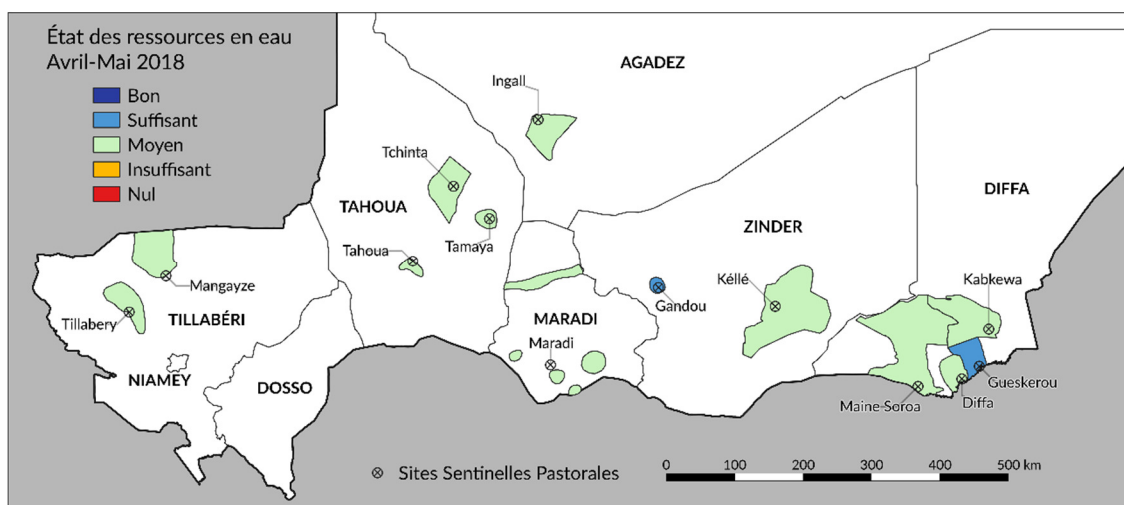 État des ressources en eau
Avril-Mai 2018
Bon
Suffisant
Moyen
Insuffisant
Nul
AGADEZ
Ingall
Tchinta
TAHOUA
Tamaya
Tahoua
DIFFA
ZINDER
Kabkewa
Kéllé
Gandou
Mangayze
Tillabery
TILLABÉRI
MARADI
Maradi
NIAMEY
DOSSO
Gueskerou
Maine-Soroa
Diffa
Sites Sentinelles Pastorales
0 100 200 300 400 500 km